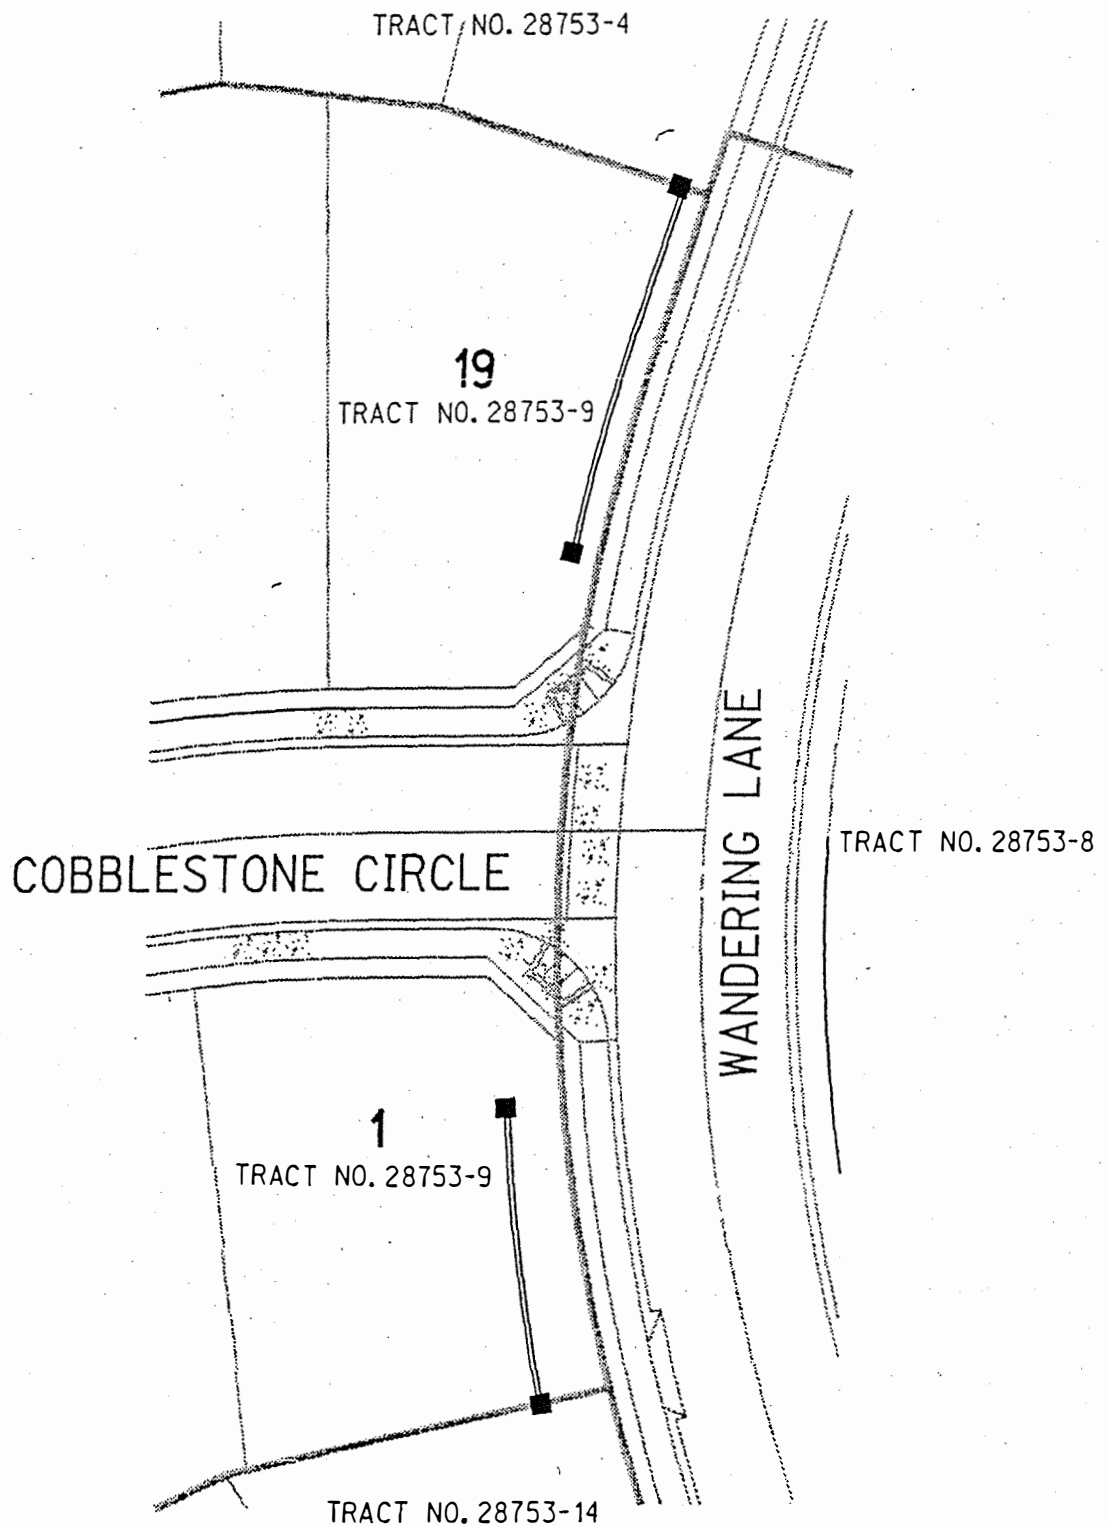 TRACT NO. 28753-4
19
TRACT NO. 28753-9
WANDERING LANE
TRACT NO. 28753-8
COBBLESTONE CIRCLE
1
TRACT NO. 28753-9
TRACT NO. 28753-14